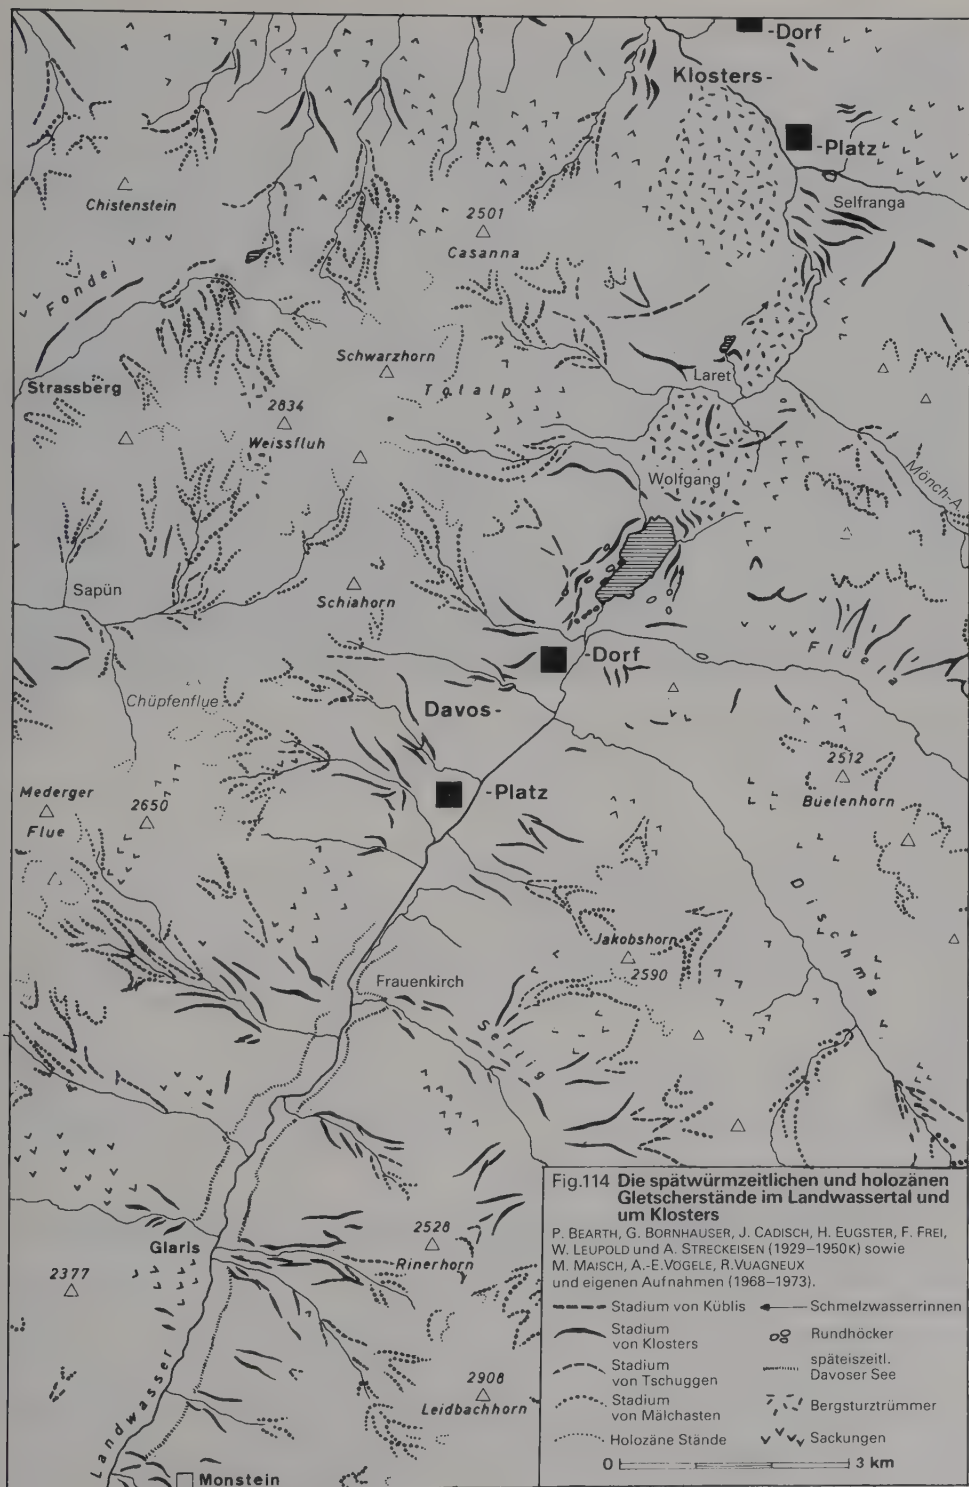 -Dorf
Klosters-
-Platz
Selfranga
Chistenstein
2501
Casanna
Fondei
Schwarzhorn
Totalp
Laret
Strassberg
2834
Weissfluh
Wolfgang
Mönch-A.
Sapün
Schiahorn
-Dorf
Flüela
Chüpfenflue
Davos-
2512
Büelenhorn
Mederger
Flue
2650
-Platz
Dischma
Jakobshorn
2590
Frauenkirch
Sertig
Glaris
2528
Rinerhorn
2377
2908
Leidbachhorn
Landwasser
Monstein
Fig.114 Die spätwürmzeitlichen und holozänen
Gletscherstände im Landwassertal und
um Klosters
P. BEARTH, G. BORNHAUSER, J. CADISCH, H. EUGSTER, F. FREI,
W. LEUPOLD und A. STRECKEISEN (1929–1950K) sowie
M. MAISCH, A.-E. VÖGELE, R. VUAGNEUX
und eigenen Aufnahmen (1968–1973).
Stadium von Küblis
Stadium
von Klosters
Stadium
von Tschuggen
Stadium
von Mälchasten
Holozäne Stände
Schmelzwasserrinnen
Rundhöcker
späteiszeitl.
Davoser See
Bergsturztrümmer
Sackungen
0 3 km